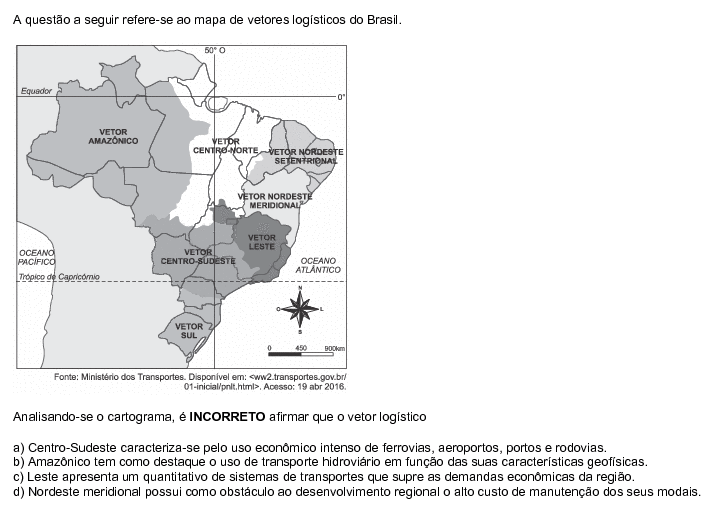 A questão a seguir refere-se ao mapa de vetores logísticos do Brasil.
50° O
Equador
0°
VETOR
AMAZÔNICO
VETOR
CENTRO-NORTE
VETOR NORDESTE
SETENTRIONAL
VETOR NORDESTE
MERIDIONAL
VETOR
LESTE
OCEANO
PACÍFICO
VETOR
CENTRO-SUDESTE
OCEANO
ATLÂNTICO
Trópico de Capricórnio
N
O
L
S
VETOR
SUL
0 450 900km
Fonte: Ministério dos Transportes. Disponível em: <ww2.transportes.gov.br/
01-inicial/pnlt.html>. Acesso: 19 abr 2016.
Analisando-se o cartograma, é INCORRETO afirmar que o vetor logístico
a) Centro-Sudeste caracteriza-se pelo uso econômico intenso de ferrovias, aeroportos, portos e rodovias.
b) Amazônico tem como destaque o uso de transporte hidroviário em função das suas características geofísicas.
c) Leste apresenta um quantitativo de sistemas de transportes que supre as demandas econômicas da região.
d) Nordeste meridional possui como obstáculo ao desenvolvimento regional o alto custo de manutenção dos seus modais.